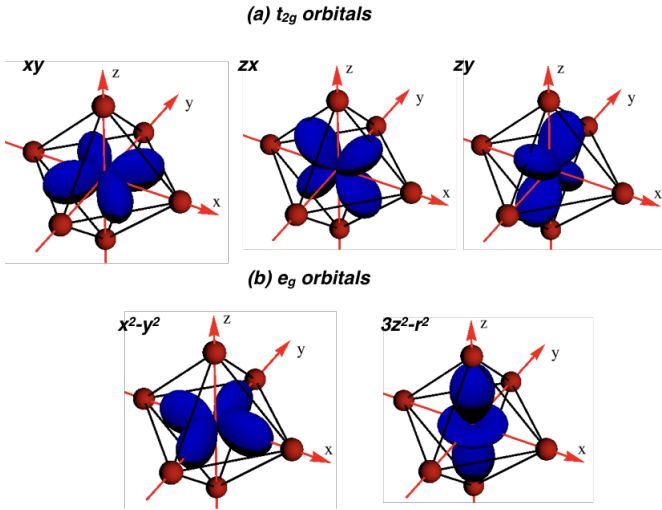 (a) t₂g orbitals
xy
zx
zy
z
y
x
z
y
x
z
y
x
(b) eg orbitals
x²-y²
3z²-r²
z
y
x
z
y
x